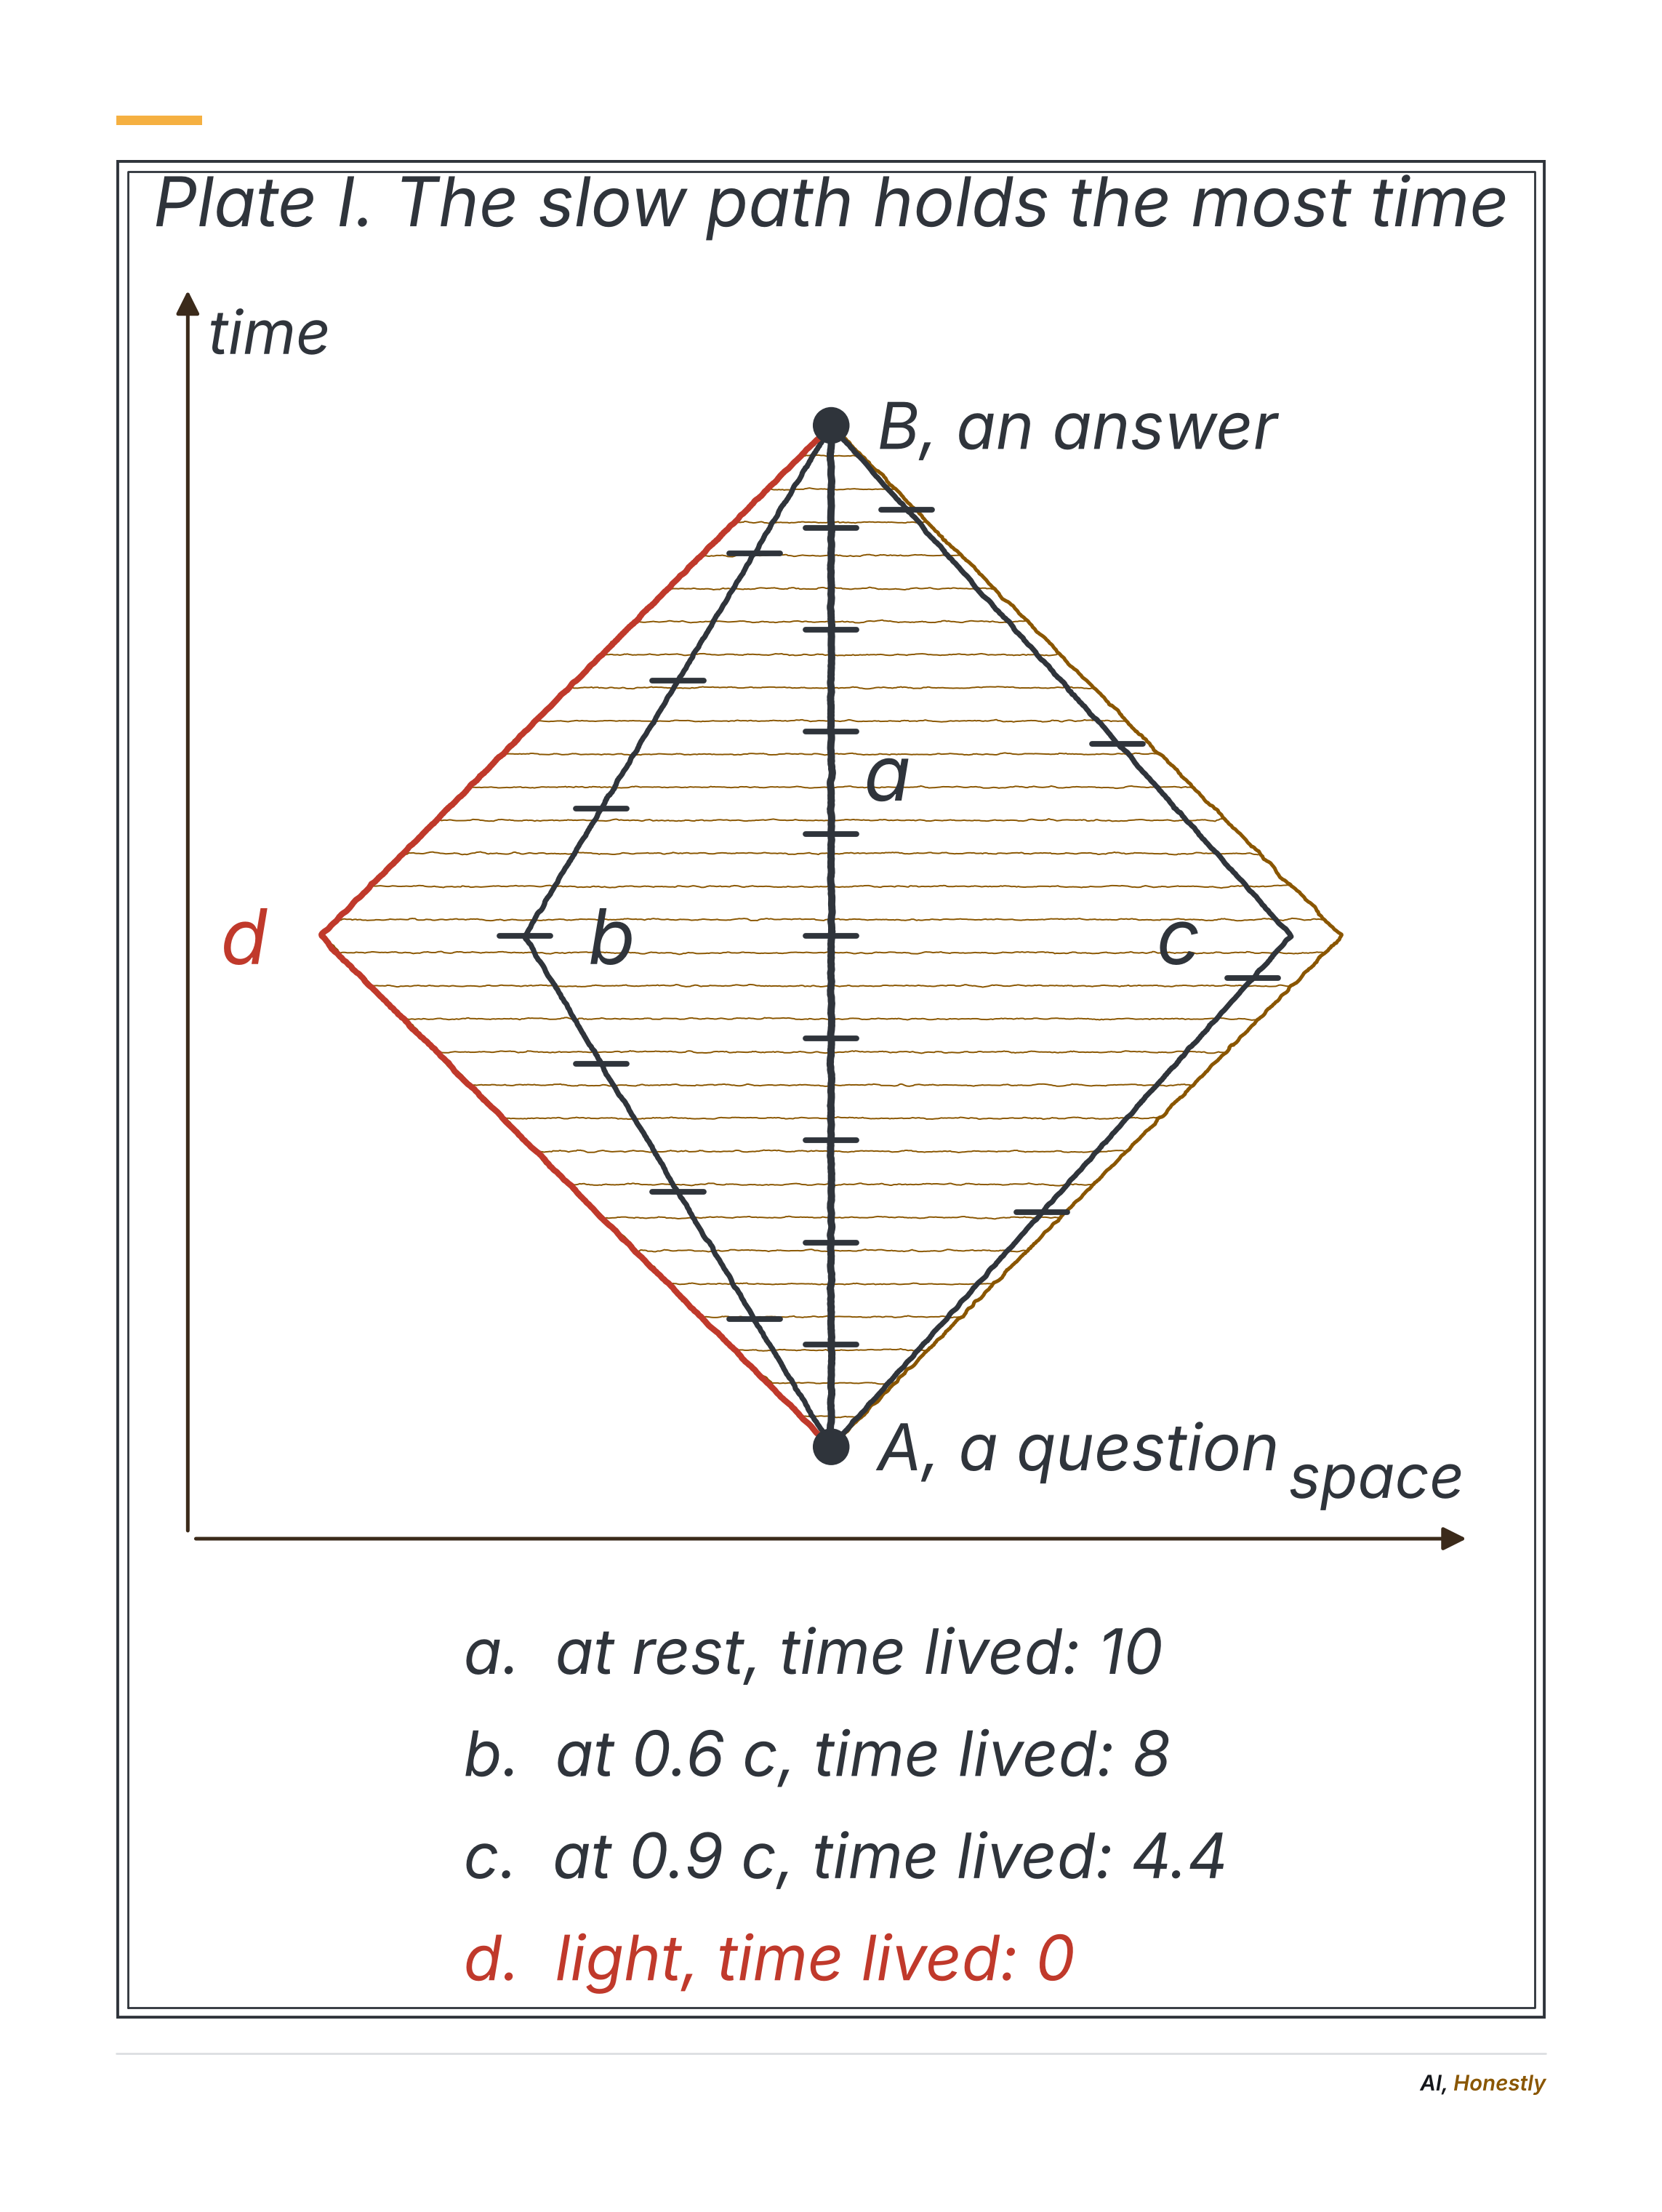 Plate I. The slow path holds the most time
time
B, an answer
a
d
b
c
A, a question
space
a. at rest, time lived: 10
b. at 0.6 c, time lived: 8
c. at 0.9 c, time lived: 4.4
d. light, time lived: 0
AI, Honestly